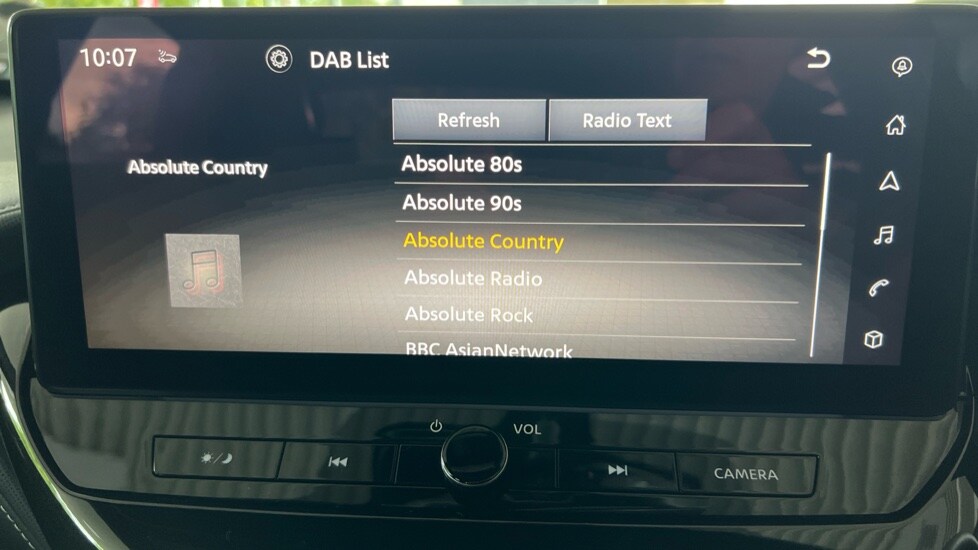 10:07
DAB List
Refresh
Radio Text
Absolute Country
Absolute 80s
Absolute 90s
Absolute Country
Absolute Radio
Absolute Rock
BBC AsianNetwork
VOL
CAMERA